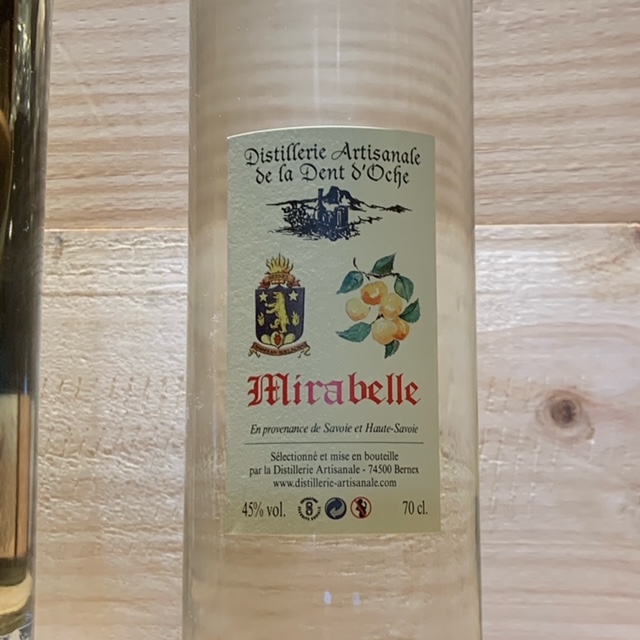 Distillerie Artisanale
de la Dent d'Oche
Mirabelle
En provenance de Savoie et Haute-Savoie
Sélectionné et mise en bouteille
par la Distillerie Artisanale - 74500 Bernex
www.distillerie-artisanale.com
45% vol. 8 70 cl.